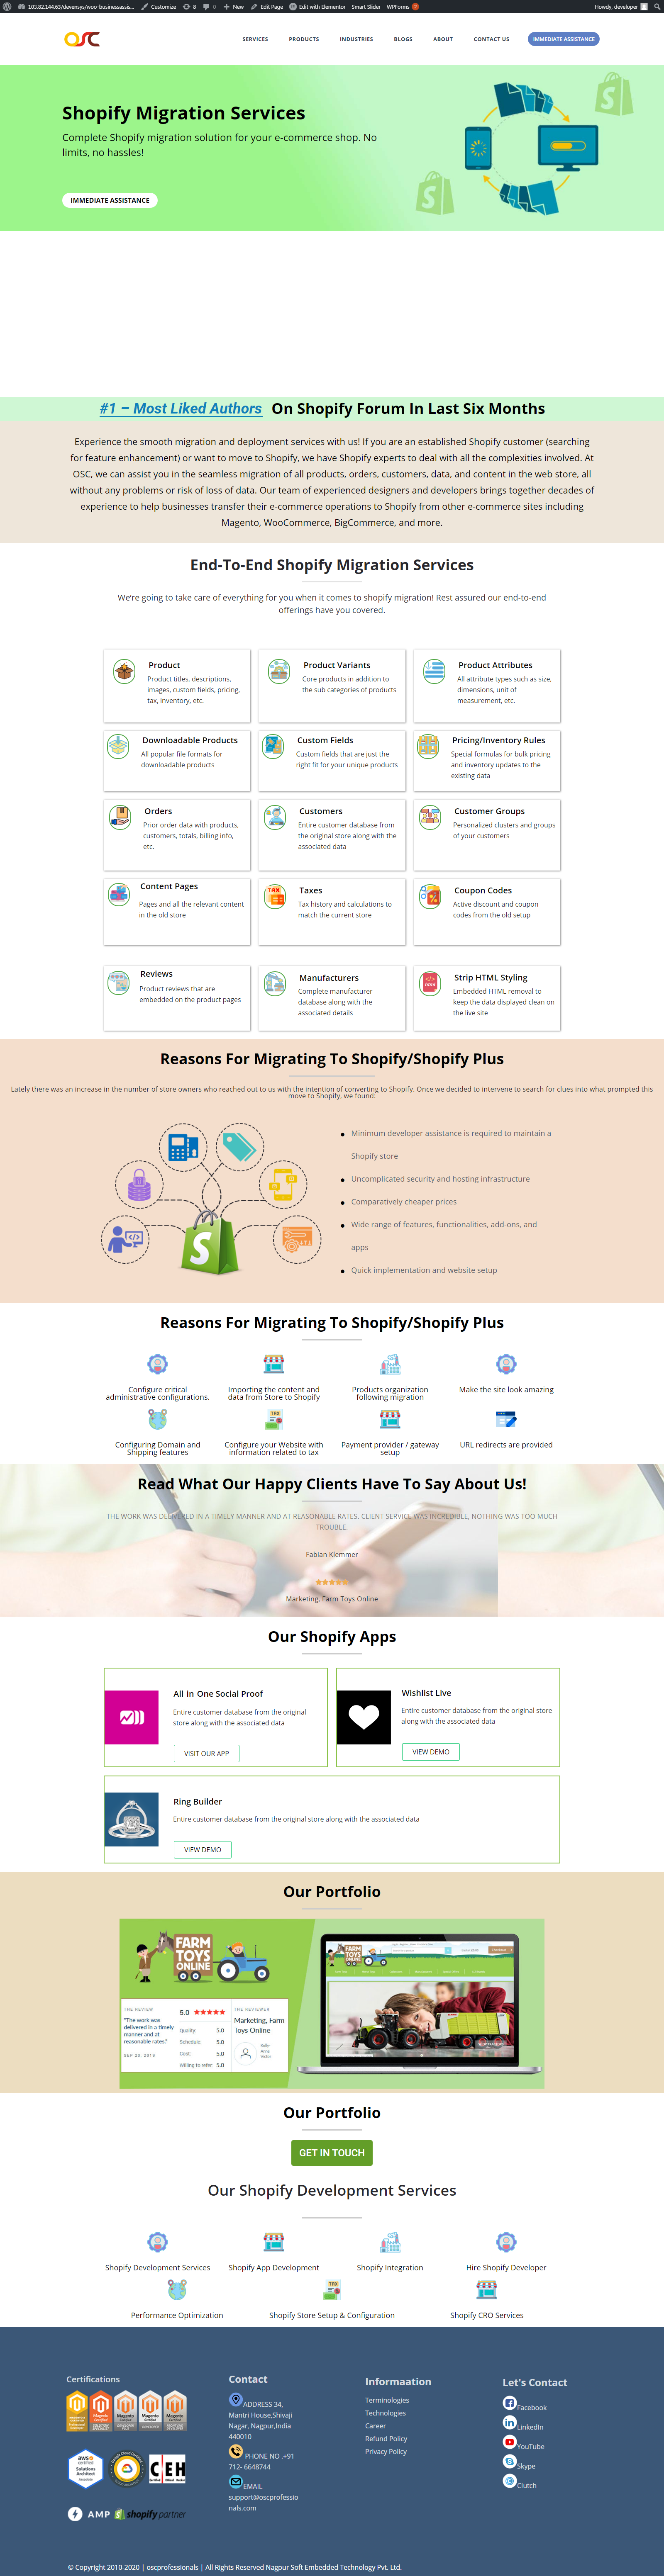 103.82.144.63/devensys/woo-businessassis... Customize 8 0 New Edit Page Edit with Elementor Smart Slider WPForms 2 Howdy, developer
OSC
SERVICES PRODUCTS INDUSTRIES BLOGS ABOUT CONTACT US IMMEDIATE ASSISTANCE
Shopify Migration Services
Complete Shopify migration solution for your e-commerce shop. No
limits, no hassles!
IMMEDIATE ASSISTANCE
#1 – Most Liked Authors On Shopify Forum In Last Six Months
Experience the smooth migration and deployment services with us! If you are an established Shopify customer (searching
for feature enhancement) or want to move to Shopify, we have Shopify experts to deal with all the complexities involved. At
OSC, we can assist you in the seamless migration of all products, orders, customers, data, and content in the web store, all
without any problems or risk of loss of data. Our team of experienced designers and developers brings together decades of
experience to help businesses transfer their e-commerce operations to Shopify from other e-commerce sites including
Magento, WooCommerce, BigCommerce, and more.
End-To-End Shopify Migration Services
We're going to take care of everything for you when it comes to shopify migration! Rest assured our end-to-end
offerings have you covered.
Product
Product titles, descriptions,
images, custom fields, pricing,
tax, inventory, etc.
Product Variants
Core products in addition to
the sub categories of products
Product Attributes
All attribute types such as size,
dimensions, unit of
measurement, etc.
Downloadable Products
All popular file formats for
downloadable products
Custom Fields
Custom fields that are just the
right fit for your unique products
Pricing/Inventory Rules
Special formulas for bulk pricing
and inventory updates to the
existing data
Orders
Prior order data with products,
customers, totals, billing info,
etc.
Customers
Entire customer database from
the original store along with the
associated data
Customer Groups
Personalized clusters and groups
of your customers
Content Pages
Pages and all the relevant content
in the old store
TAX
Taxes
Tax history and calculations to
match the current store
Coupon Codes
Active discount and coupon
codes from the old setup
Reviews
Product reviews that are
embedded on the product pages
Manufacturers
Complete manufacturer
database along with the
associated details
Strip HTML Styling
Embedded HTML removal to
keep the data displayed clean on
the live site
Reasons For Migrating To Shopify/Shopify Plus
Lately there was an increase in the number of store owners who reached out to us with the intention of converting to Shopify. Once we decided to intervene to search for clues into what prompted this
move to Shopify, we found:
Minimum developer assistance is required to maintain a
Shopify store
Uncomplicated security and hosting infrastructure
Comparatively cheaper prices
Wide range of features, functionalities, add-ons, and
apps
Quick implementation and website setup
Reasons For Migrating To Shopify/Shopify Plus
Configure critical
administrative configurations.
Importing the content and
data from Store to Shopify
Products organization
following migration
Make the site look amazing
Configuring Domain and
Shipping features
TAX
Configure your Website with
information related to tax
Payment provider / gateway
setup
URL redirects are provided
Read What Our Happy Clients Have To Say About Us!
THE WORK WAS DELIVERED IN A TIMELY MANNER AND AT REASONABLE RATES. CLIENT SERVICE WAS INCREDIBLE, NOTHING WAS TOO MUCH
TROUBLE.
Fabian Klemmer
Marketing, Farm Toys Online
Our Shopify Apps
All-in-One Social Proof
Entire customer database from the original
store along with the associated data
VISIT OUR APP
Wishlist Live
Entire customer database from the original store
along with the associated data
VIEW DEMO
Ring Builder
Entire customer database from the original store along with the associated data
VIEW DEMO
Our Portfolio
FARM
TOYS
ONLINE
THE REVIEW
"The work was
delivered in a timely
manner and at
reasonable rates."
SEP 20, 2019
5.0
Quality: 5.0
Schedule: 5.0
Cost: 5.0
Willing to refer: 5.0
THE REVIEWER
Marketing, Farm
Toys Online
FARM
TOYS
ONLINE
Our Portfolio
GET IN TOUCH
Our Shopify Development Services
Shopify Development Services
Shopify App Development
Shopify Integration
Hire Shopify Developer
Performance Optimization
TAX
Shopify Store Setup & Configuration
Shopify CRO Services
Certifications
aws
certified
Solutions
Architect
Associate
C|EH
AMP
shopify partner
Contact
ADDRESS 34,
Mantri House,Shivaji
Nagar, Nagpur,India
440010
PHONE NO .+91
712- 6648744
EMAIL
support@oscprofessio
nals.com
Informaation
Terminologies
Technologies
Career
Refund Policy
Privacy Policy
Let's Contact
Facebook
LinkedIn
YouTube
Skype
Clutch
© Copyright 2010-2020 | oscprofessionals | All Rights Reserved Nagpur Soft Embedded Technology Pvt. Ltd.